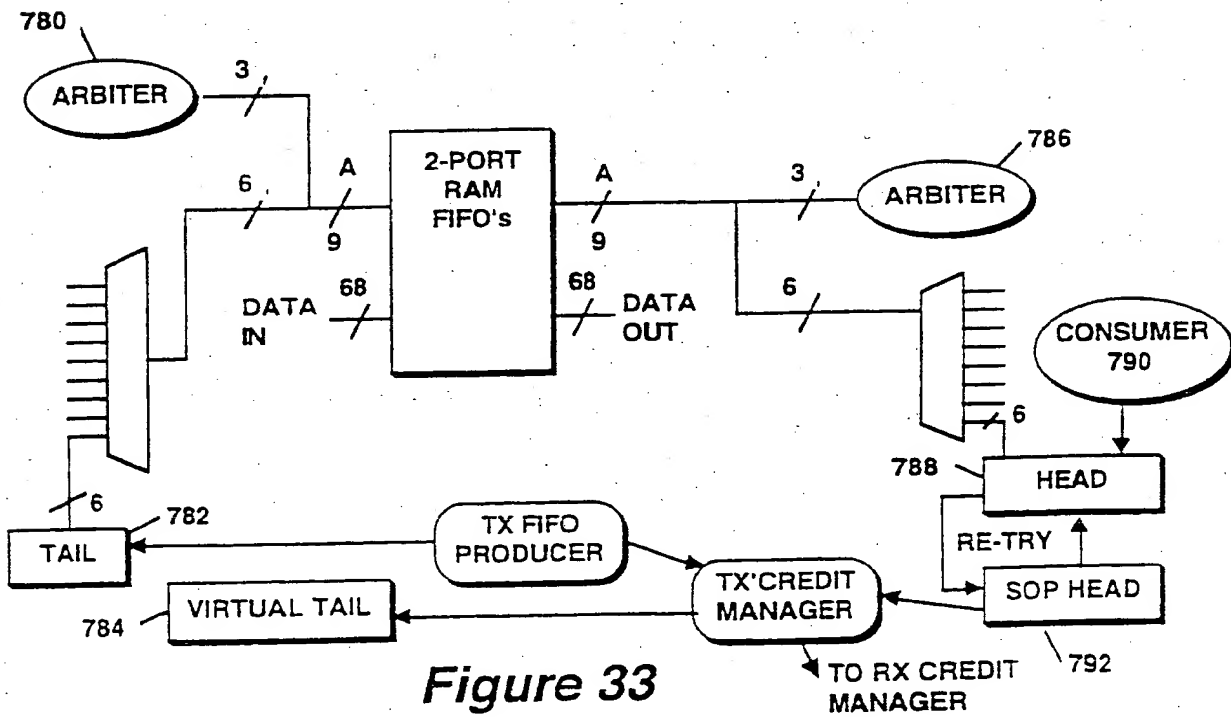 780
ARBITER
3
6
A
9
2-PORT
RAM
FIFO's
A
9
3
786
ARBITER
DATA
IN
68
68
DATA
OUT
6
CONSUMER
790
6
788
HEAD
6
782
TAIL
TX FIFO
PRODUCER
RE-TRY
SOP HEAD
792
784
VIRTUAL TAIL
TX'CREDIT
MANAGER
TO RX CREDIT
MANAGER
Figure 33